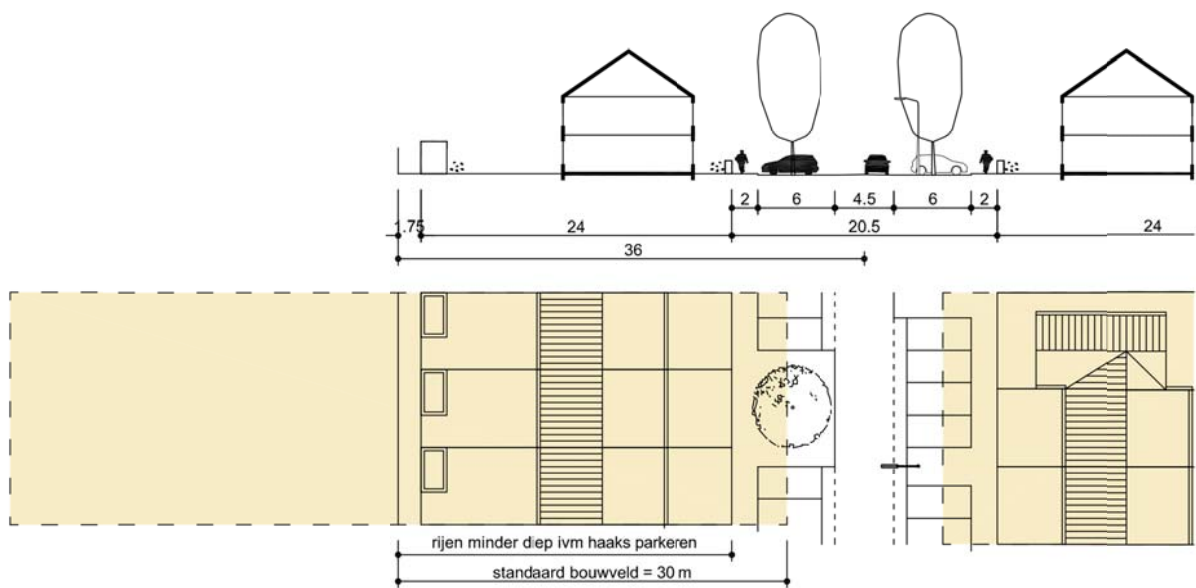 2 6 4.5 6 2
1.75 24 20.5 24
36
rijen minder diep ivm haaks parkeren
standaard bouwveld = 30 m